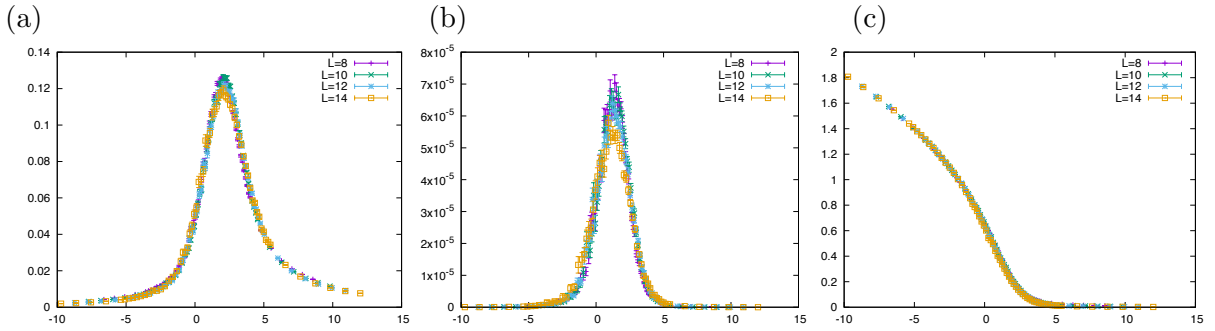 (a)
0.14
0.12
0.1
0.08
0.06
0.04
0.02
0
-10 -5 0 5 10 15
L=8
L=10
L=12
L=14
(b)
8x10-5
7x10-5
6x10-5
5x10-5
4x10-5
3x10-5
2x10-5
1x10-5
0
-10 -5 0 5 10 15
L=8
L=10
L=12
L=14
(c)
2
1.8
1.6
1.4
1.2
1
0.8
0.6
0.4
0.2
0
-10 -5 0 5 10 15
L=8
L=10
L=12
L=14